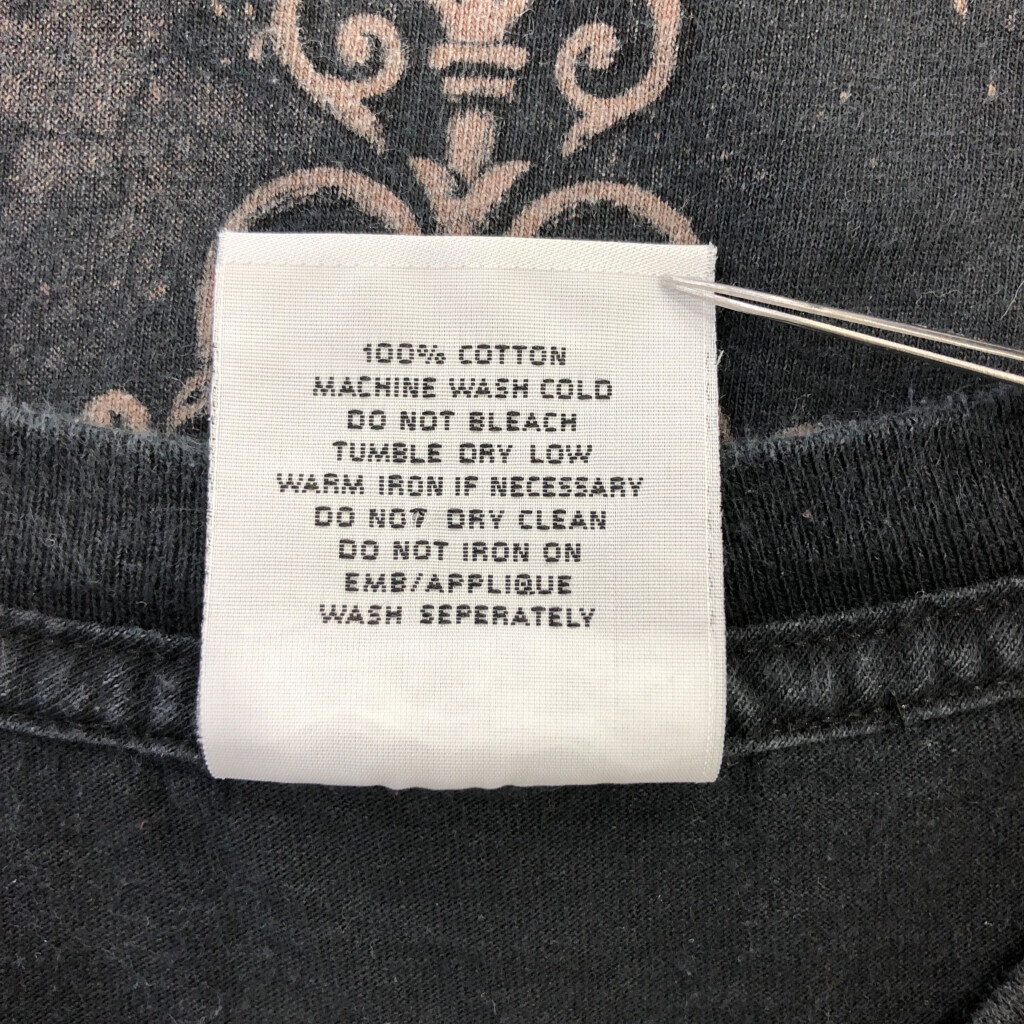 100% COTTON
MACHINE WASH COLD
DO NOT BLEACH
TUMBLE DRY LOW
WARM IRON IF NECESSARY
DO NOT DRY CLEAN
DO NOT IRON ON
EMB/APPLIQUE
WASH SEPERATELY